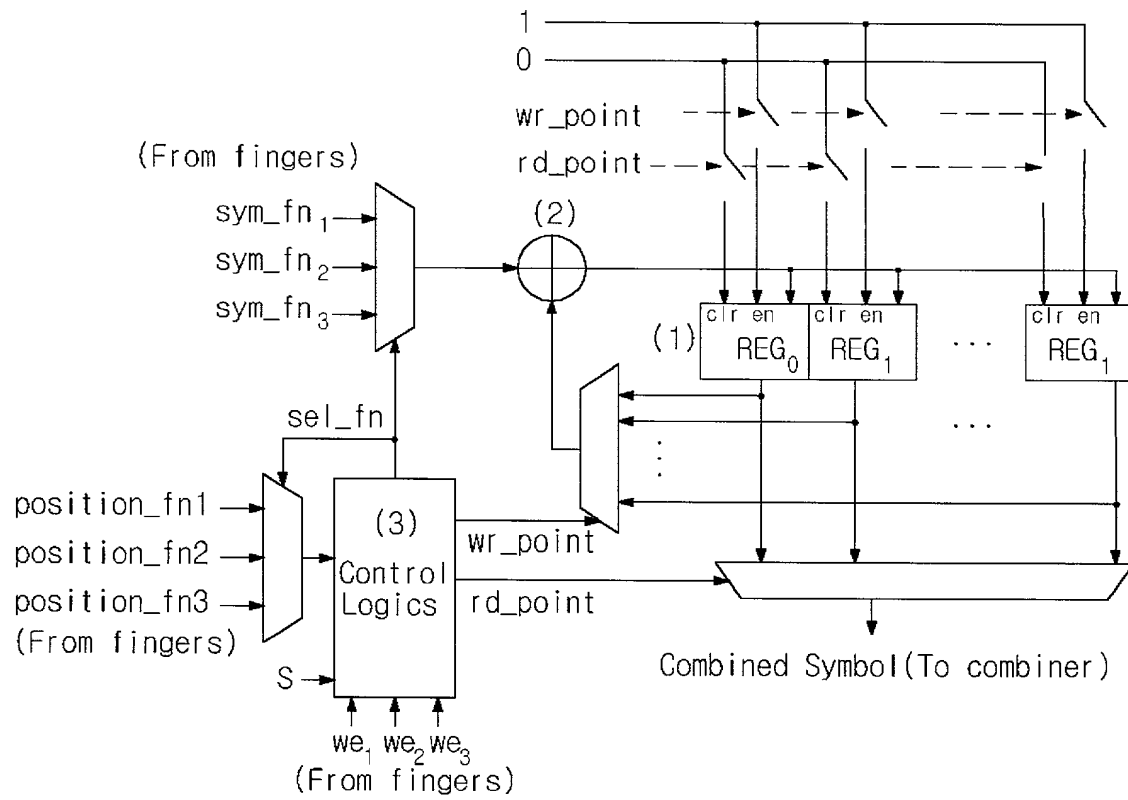 1
0
wr_point
rd_point
(From fingers)
sym_fn1
sym_fn2
sym_fn3
(2)
(1)
clr en
REG0
clr en
REG1
. . .
clr en
REG1
sel_fn
. . .
. . .
position_fn1
position_fn2
position_fn3
(From fingers)
(3)
Control
Logics
wr_point
rd_point
S
we1 we2 we3
(From fingers)
Combined Symbol(To combiner)